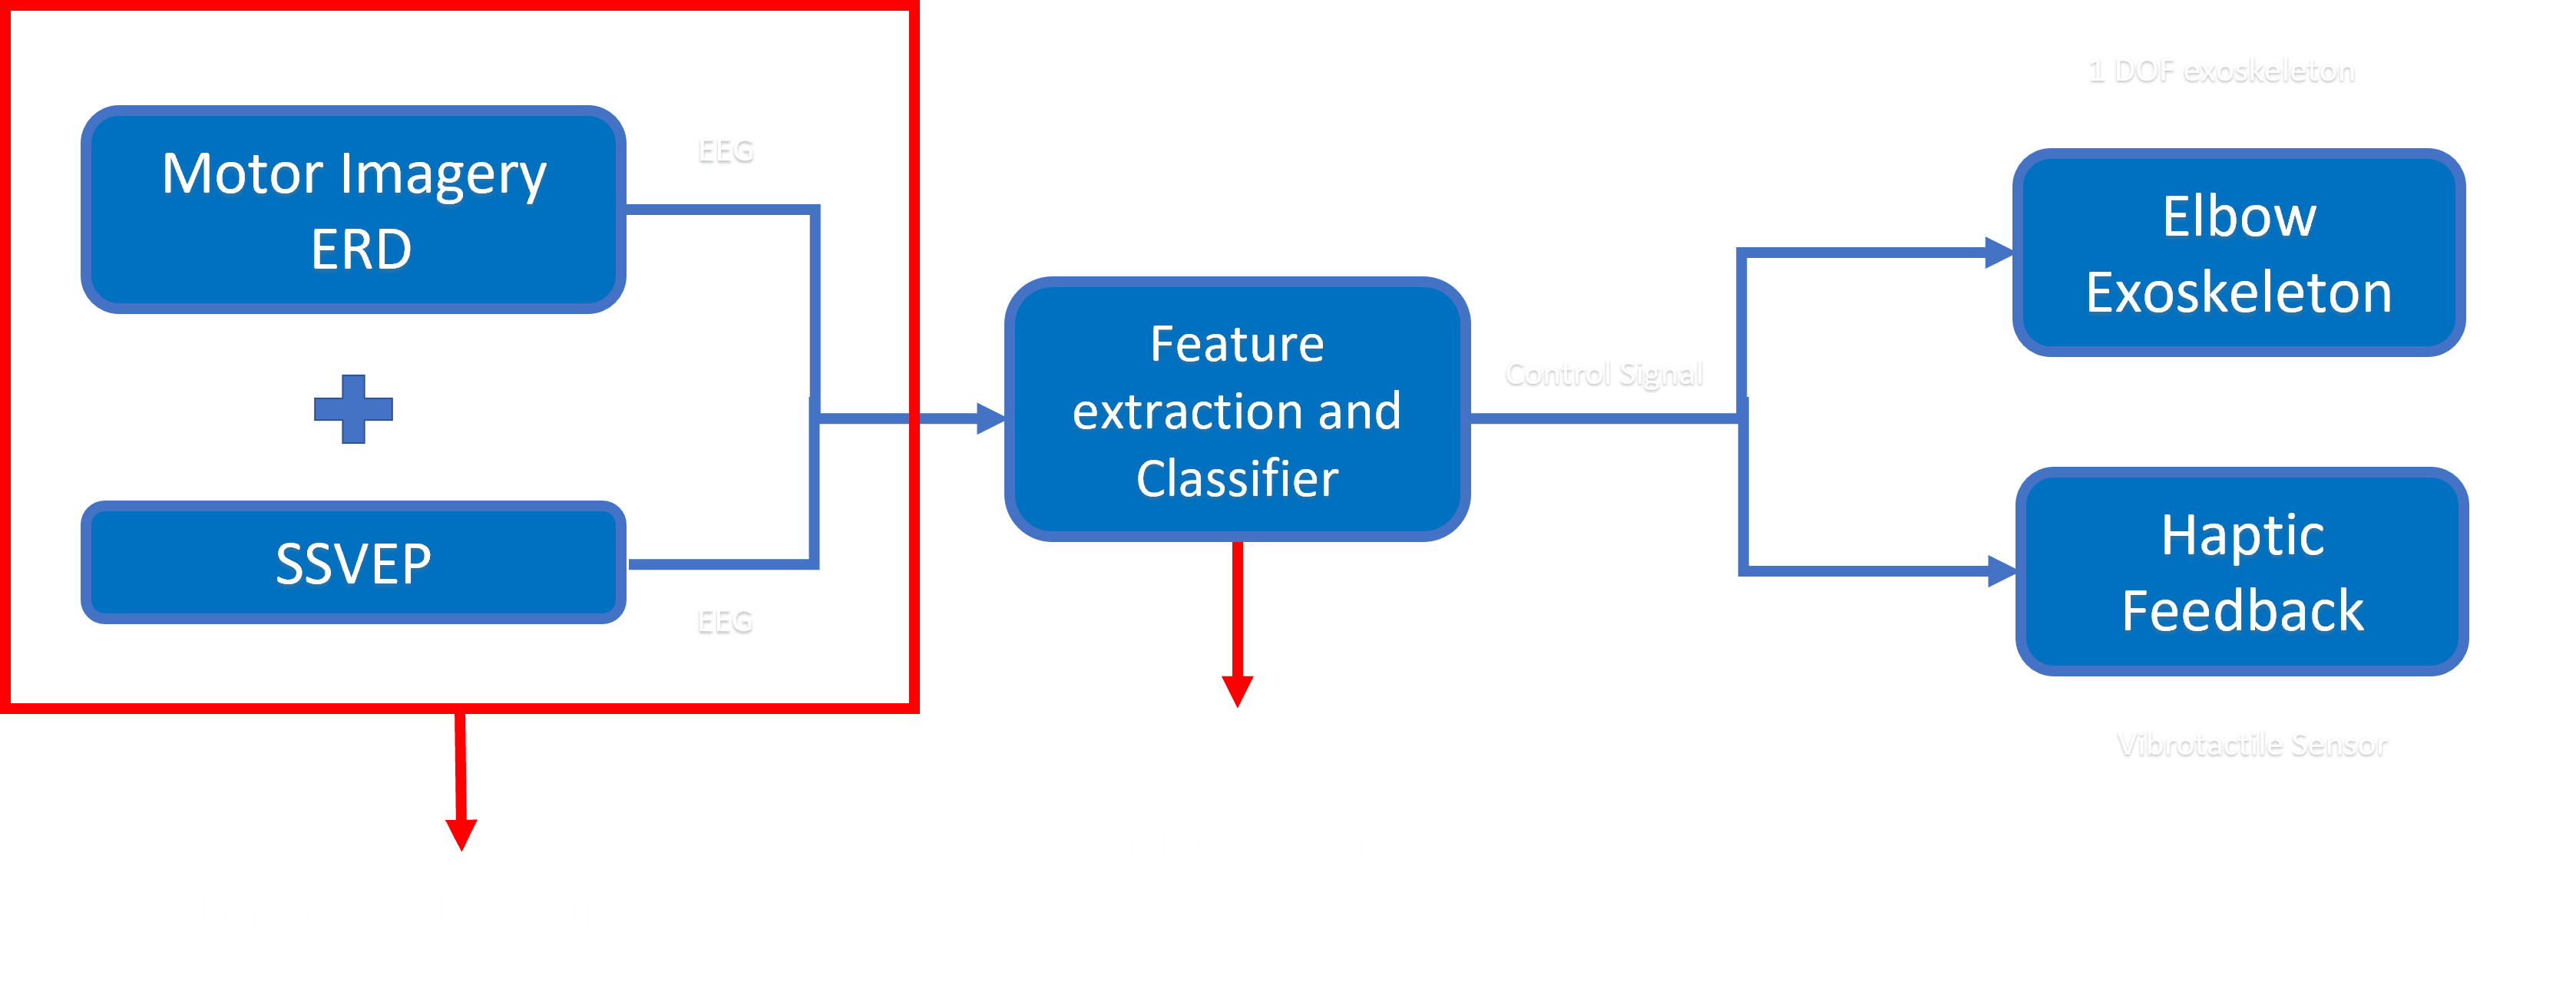 1 DOF exoskeleton
EEG
Motor Imagery
ERD
SSVEP
EEG
Feature
extraction and
Classifier
Control Signal
Elbow
Exoskeleton
Haptic
Feedback
Vibrotactile Sensor